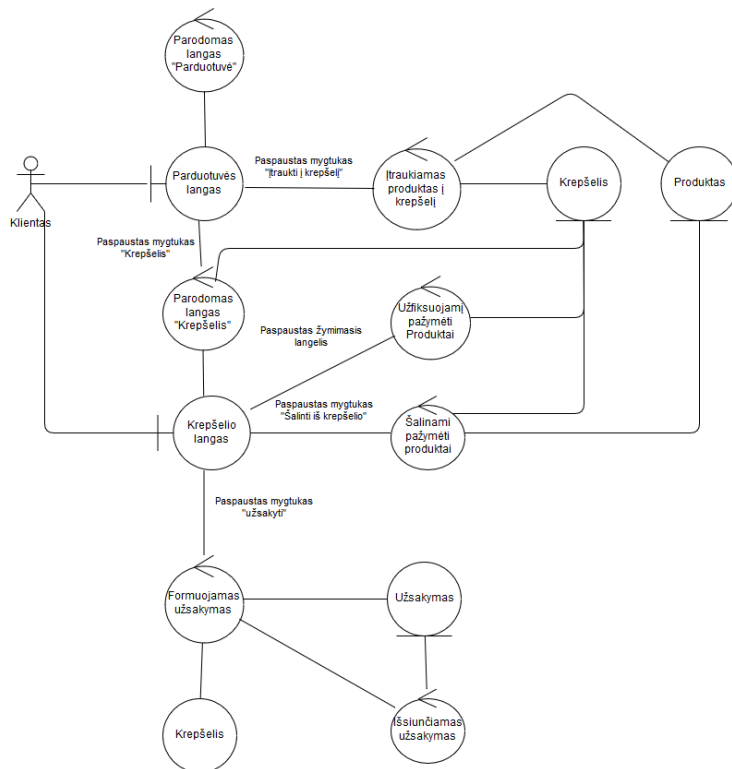 Parodomas
langas
"Parduotuvė"
Klientas
Parduotuvės
langas
Paspaustas mygtukas
"Įtraukti į krepšelį"
Įtraukiamas
produktas į
krepšelį
Krepšelis
Produktas
Paspaustas mygtukas
"Krepšelis"
Parodomas
langas
"Krepšelis"
Paspaustas žymimasis
langelis
Užfiksuojamį
pažymėti
Produktai
Krepšelio
langas
Paspaustas mygtukas
"Šalinti iš krepšelio"
Šalinami
pažymėti
produktai
Paspaustas mygtukas
"užsakyti"
Formuojamas
užsakymas
Užsakymas
Krepšelis
Išsiunčiamas
užsakymas